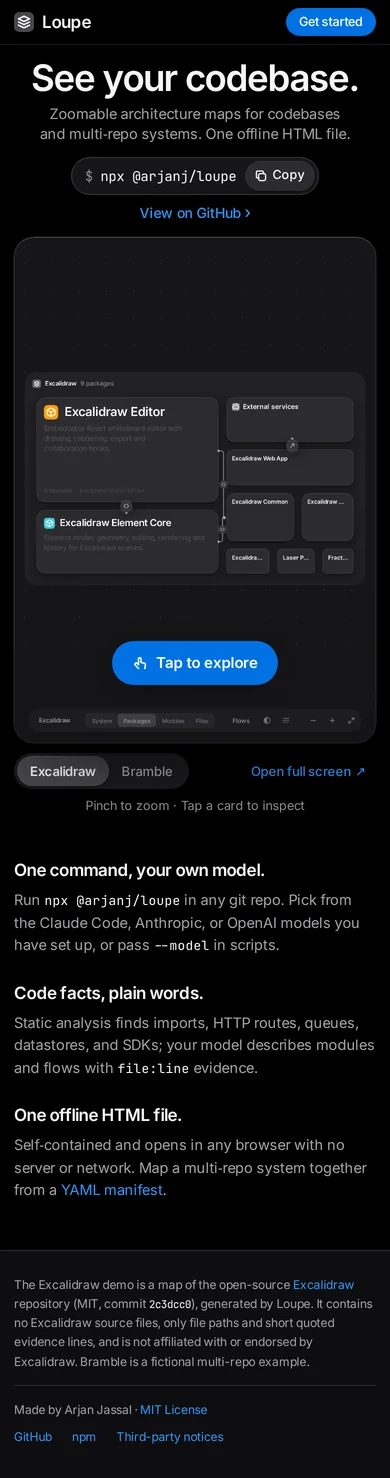 Loupe
Get started
See your codebase.
Zoomable architecture maps for codebases
and multi-repo systems. One offline HTML file.
$ npx @arjanj/loupe
Copy
View on GitHub ›
Excalidraw 9 packages
Excalidraw Editor
Embeddable React whiteboard editor with
drawing, rendering, export and
collaboration hooks.
External services
Excalidraw Web App
Excalidraw Common
Excalidraw ...
Excalidraw Element Core
Element model, geometry, editing, rendering and
history for Excalidraw scenes.
Excalidra...
Laser P...
Fract...
Tap to explore
Excalidraw
System
Packages
Modules
Files
Flows
Excalidraw
Bramble
Open full screen ↗
Pinch to zoom · Tap a card to inspect
One command, your own model.
Run npx @arjanj/loupe in any git repo. Pick from
the Claude Code, Anthropic, or OpenAI models you
have set up, or pass --model in scripts.
Code facts, plain words.
Static analysis finds imports, HTTP routes, queues,
datastores, and SDKs; your model describes modules
and flows with file:line evidence.
One offline HTML file.
Self-contained and opens in any browser with no
server or network. Map a multi-repo system together
from a YAML manifest.
The Excalidraw demo is a map of the open-source Excalidraw
repository (MIT, commit 2c3dcc0), generated by Loupe. It contains
no Excalidraw source files, only file paths and short quoted
evidence lines, and is not affiliated with or endorsed by
Excalidraw. Bramble is a fictional multi-repo example.
Made by Arjan Jassal · MIT License
GitHub
npm
Third-party notices